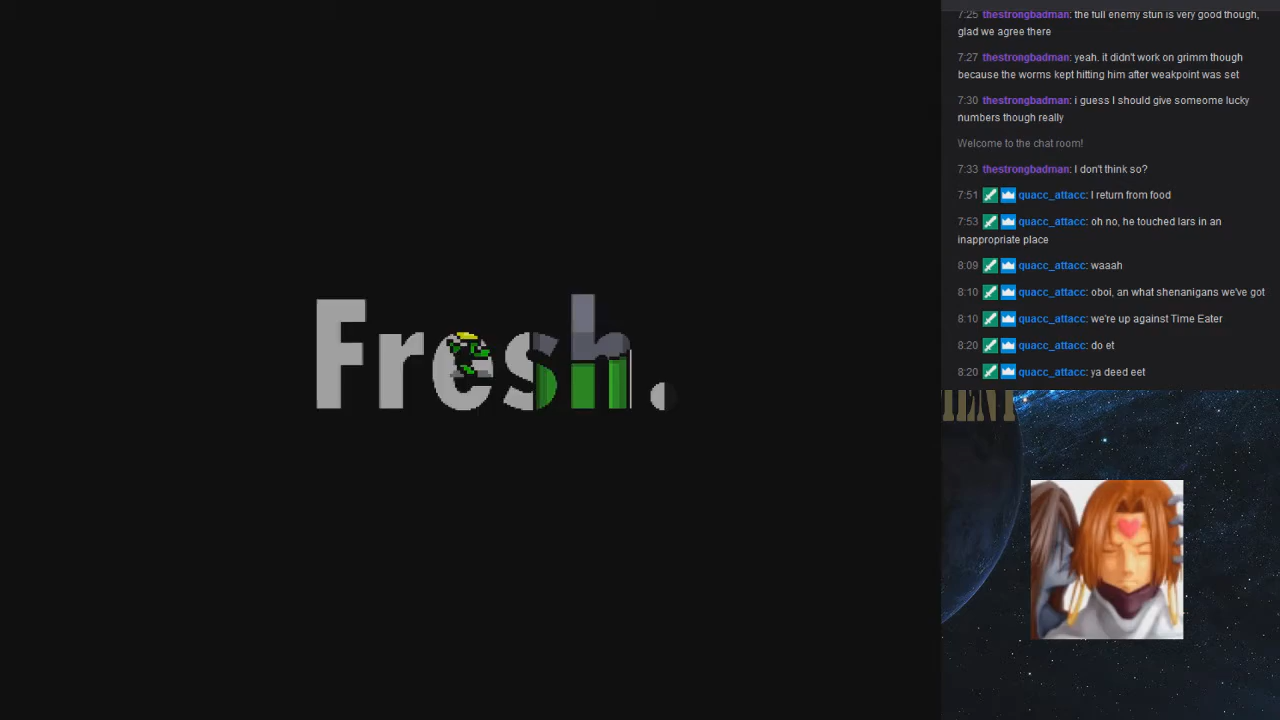 Fresh.
7:25 thestrongbadman: the full enemy stun is very good though,
glad we agree there
7:27 thestrongbadman: yeah. it didn't work on grimm though
because the worms kept hitting him after weakpoint was set
7:30 thestrongbadman: i guess I should give someome lucky
numbers though really
Welcome to the chat room!
7:33 thestrongbadman: I don't think so?
7:51 quacc_attacc: I return from food
7:53 quacc_attacc: oh no, he touched lars in an
inappropriate place
8:09 quacc_attacc: waaah
8:10 quacc_attacc: oboi, an what shenanigans we've got
8:10 quacc_attacc: we're up against Time Eater
8:20 quacc_attacc: do et
8:20 quacc_attacc: ya deed eet